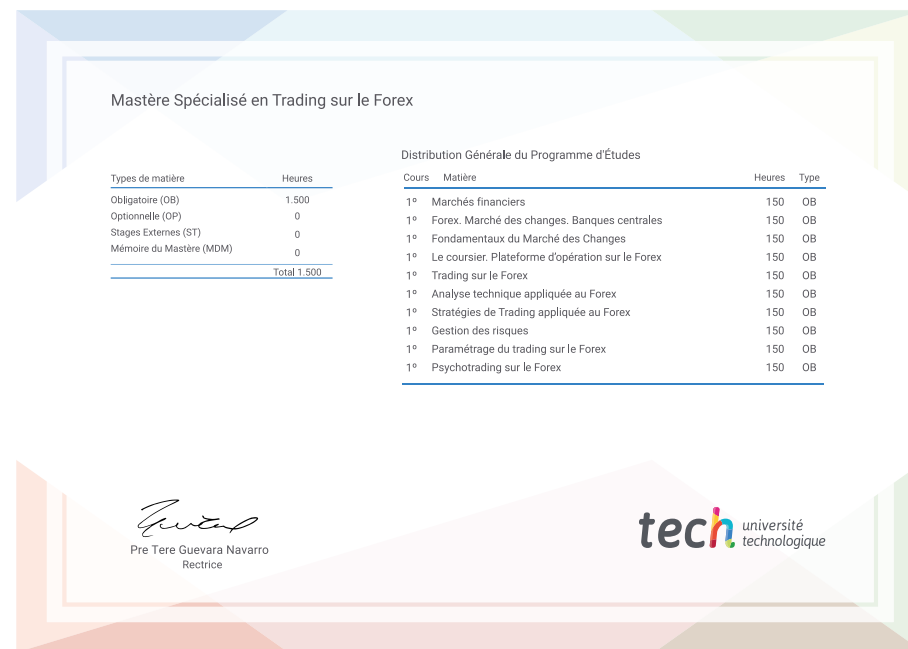 Mastère Spécialisé en Trading sur le Forex
Types de matière Heures
Obligatoire (OB) 1.500
Optionnelle (OP) 0
Stages Externes (ST) 0
Mémoire du Mastère (MDM) 0
Total 1.500
Distribution Générale du Programme d'Études
Cours Matière Heures Type
1º Marchés financiers 150 OB
1º Forex. Marché des changes. Banques centrales 150 OB
1º Fondamentaux du Marché des Changes 150 OB
1º Le coursier. Plateforme d'opération sur le Forex 150 OB
1º Trading sur le Forex 150 OB
1º Analyse technique appliquée au Forex 150 OB
1º Stratégies de Trading appliquée au Forex 150 OB
1º Gestion des risques 150 OB
1º Paramétrage du trading sur le Forex 150 OB
1º Psychotrading sur le Forex 150 OB
Pre Tere Guevara Navarro
Rectrice
tech université
technologique